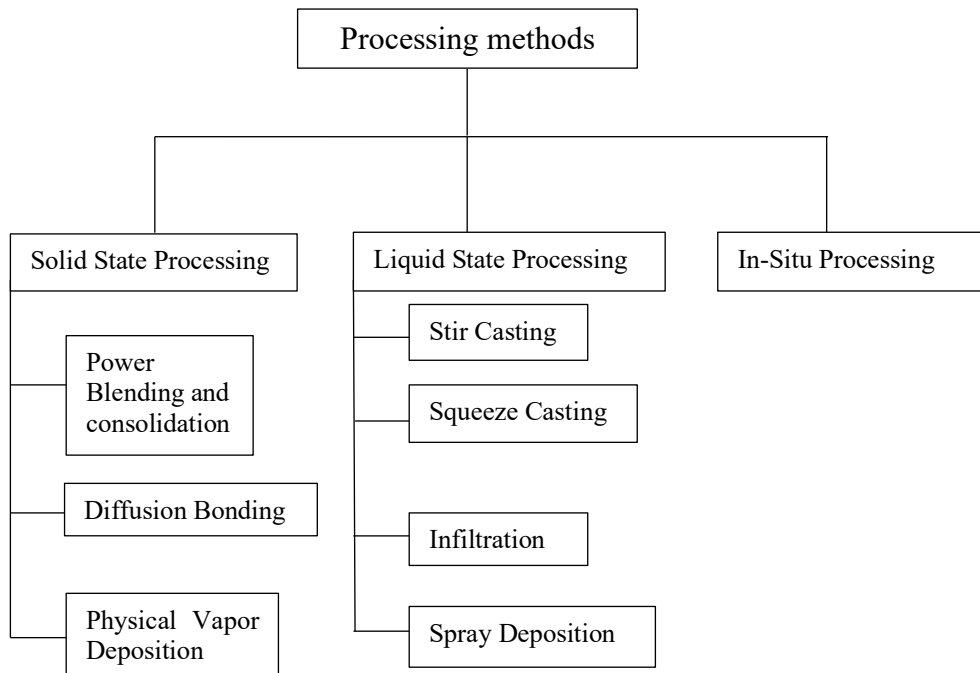 Processing methods
Solid State Processing
Liquid State Processing
In-Situ Processing
Power
Blending and
consolidation
Diffusion Bonding
Physical Vapor
Deposition
Stir Casting
Squeeze Casting
Infiltration
Spray Deposition